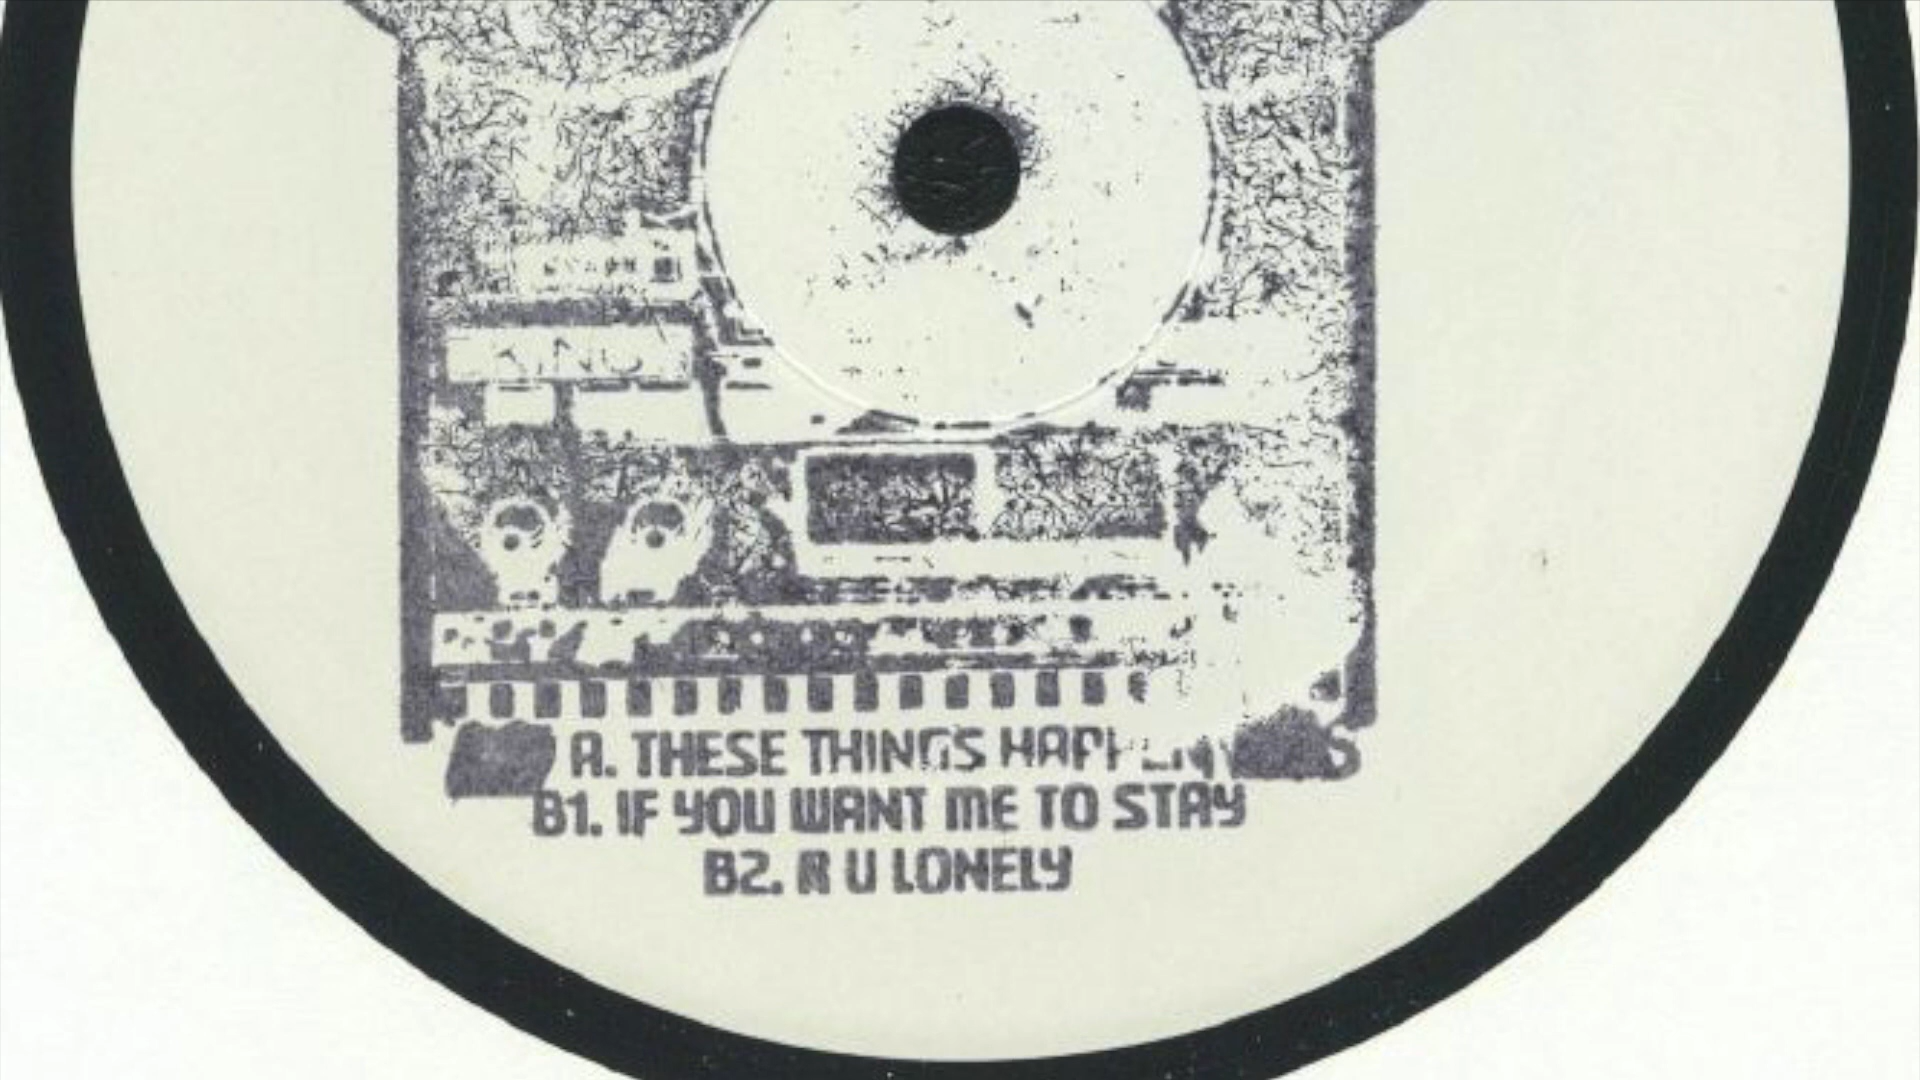 A. THESE THINGS
B1. IF YOU WANT ME TO STAY
B2. R U LONELY